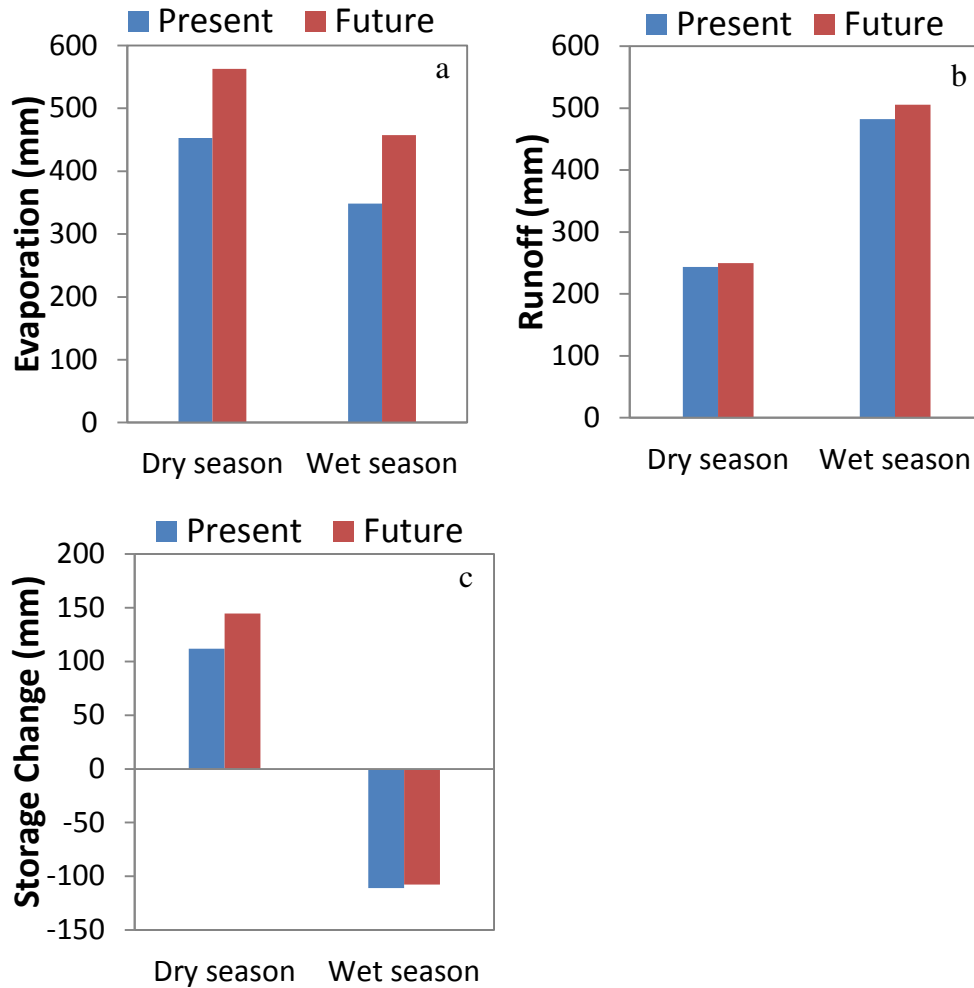 Present Future
600
500
400
300
200
100
0
Evaporation (mm)
a
Dry season Wet season
Present Future
600
500
400
300
200
100
0
Runoff (mm)
b
Dry season Wet season
Present Future
200
150
100
50
0
-50
-100
-150
Storage Change (mm)
c
Dry season Wet season